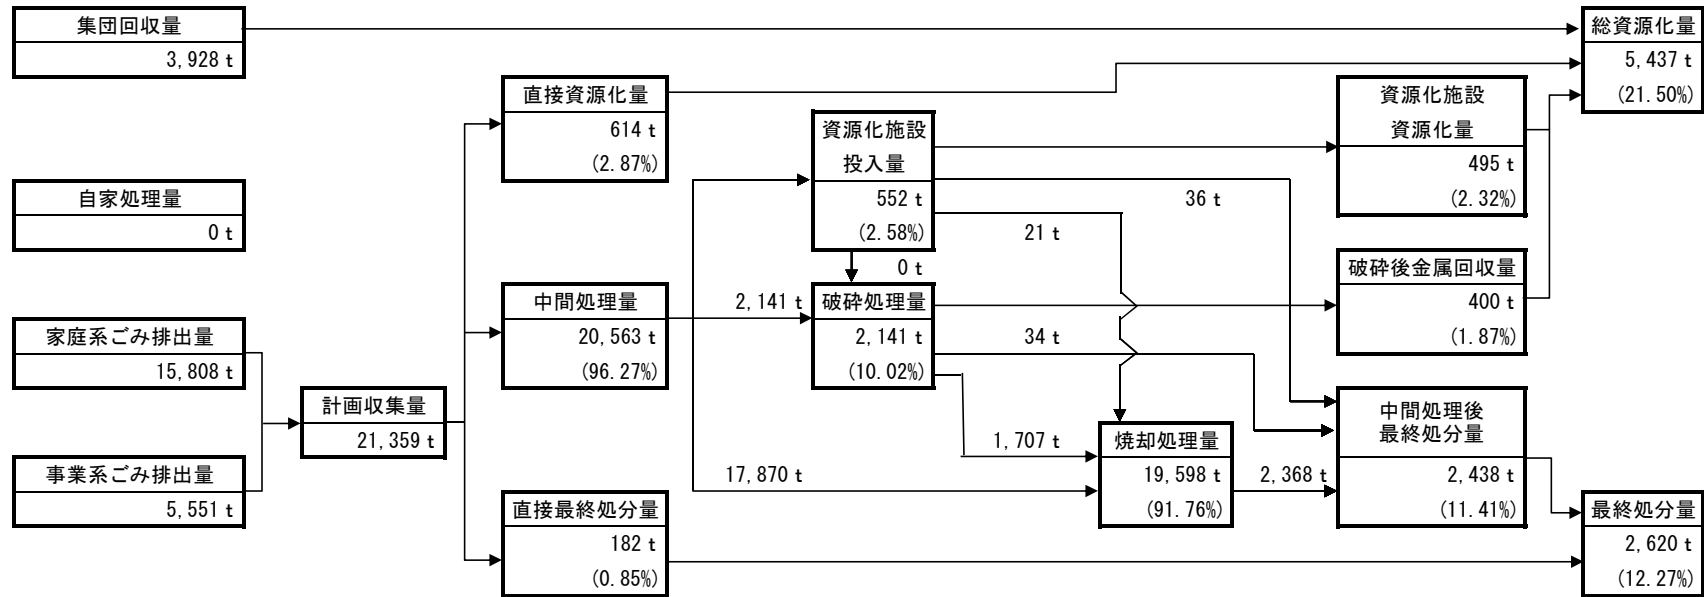 集団回収量
3,928 t
自家処理量
0 t
家庭系ごみ排出量
15,808 t
事業系ごみ排出量
5,551 t
計画収集量
21,359 t
直接資源化量
614 t
(2.87%)
中間処理量
20,563 t
(96.27%)
直接最終処分量
182 t
(0.85%)
2,141 t
17,870 t
資源化施設
投入量
552 t
(2.58%)
0 t
破砕処理量
2,141 t
(10.02%)
36 t
21 t
34 t
1,707 t
焼却処理量
19,598 t
(91.76%)
2,368 t
資源化施設
資源化量
495 t
(2.32%)
破砕後金属回収量
400 t
(1.87%)
中間処理後
最終処分量
2,438 t
(11.41%)
総資源化量
5,437 t
(21.50%)
最終処分量
2,620 t
(12.27%)